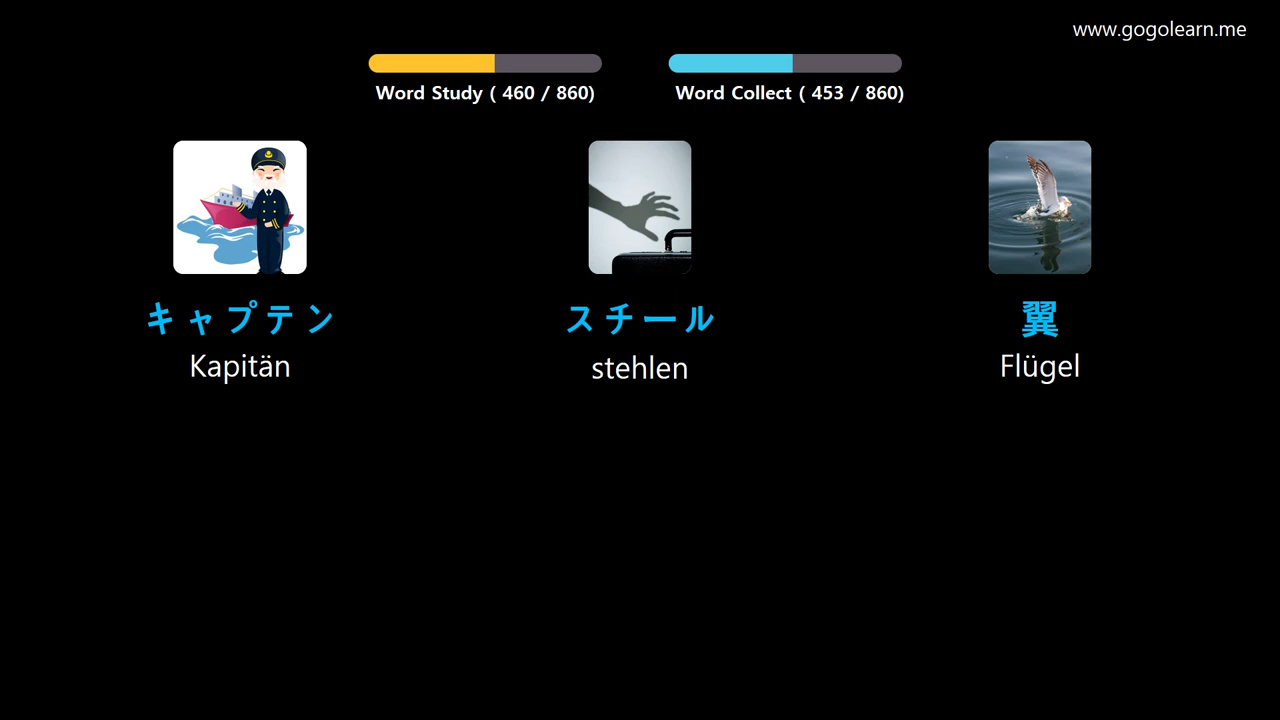 www.gogolearn.me
Word Study ( 460 / 860)
Word Collect ( 453 / 860)
キャプテン
スチール
翼
Kapitän
stehlen
Flügel